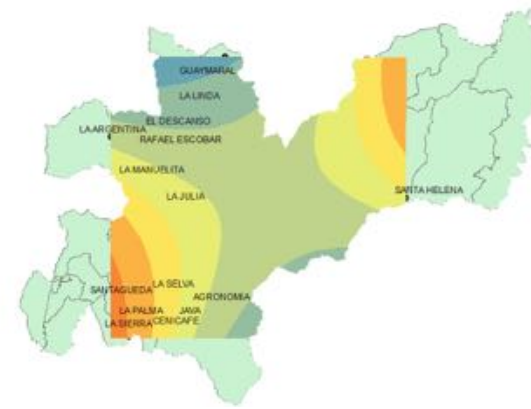 GUAYMARAL
LA LINDA
EL DESCANSO
LA ARGENTINA
RAFAEL ESCOBAR
LA MANUELITA
LA JULIA
SANTA HELENA
LA SELVA
SANTAGUEDA
AGRONOMIA
LA PALMA
JAVA
LA SIERRA
CENICAFE